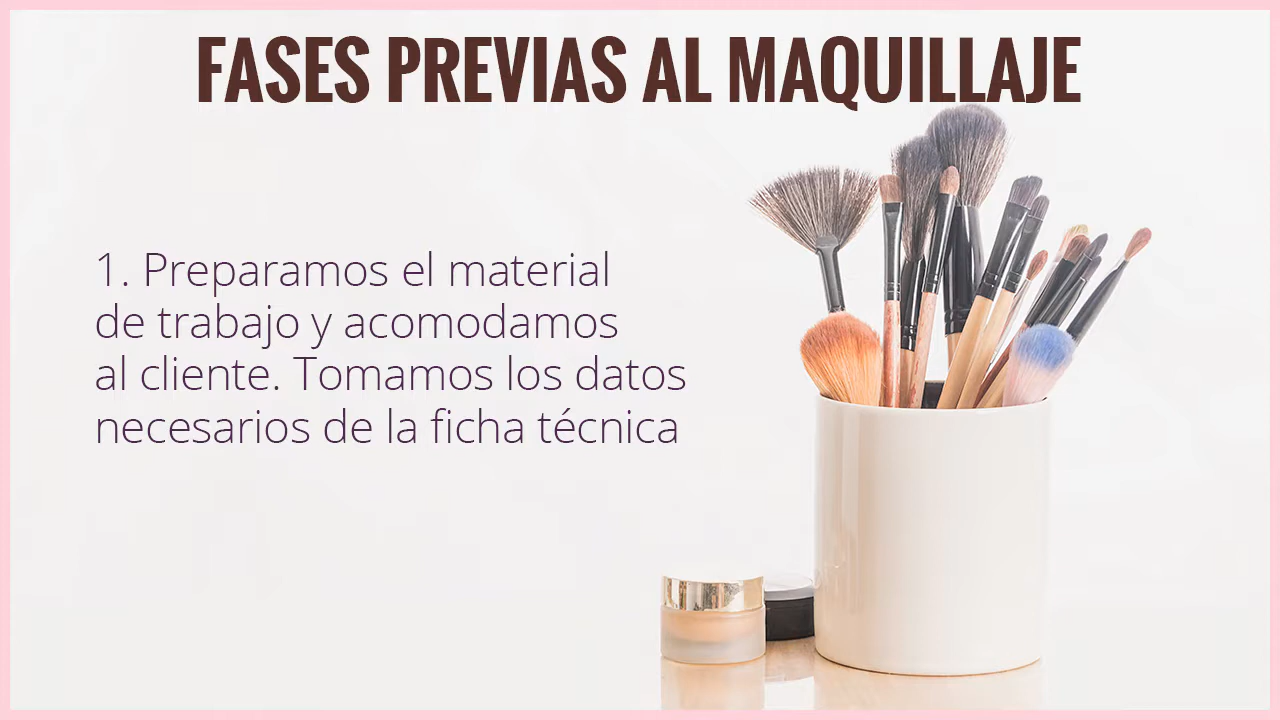 FASES PREVIAS AL MAQUILLAJE
1. Preparamos el material
de trabajo y acomodamos
al cliente. Tomamos los datos
necesarios de la ficha técnica